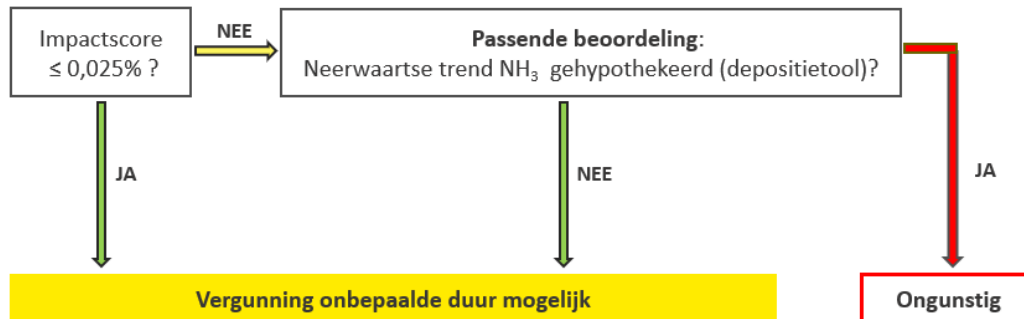 Impactscore
≤ 0,025% ?
NEE
Passende beoordeling:
Neerwaartse trend NH₃ gehypothekeerd (depositietool)?
JA
NEE
JA
Vergunning onbepaalde duur mogelijk
Ongunstig